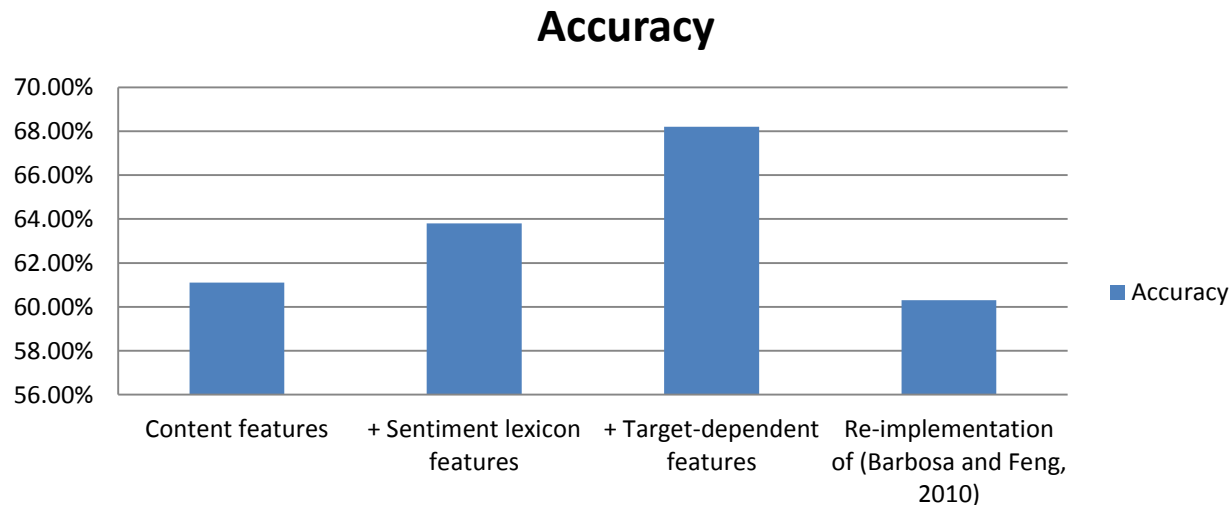 Accuracy
70.00%
68.00%
66.00%
64.00%
62.00%
60.00%
58.00%
56.00%
Content features
+ Sentiment lexicon
features
+ Target-dependent
features
Re-implementation
of (Barbosa and Feng,
2010)
Accuracy